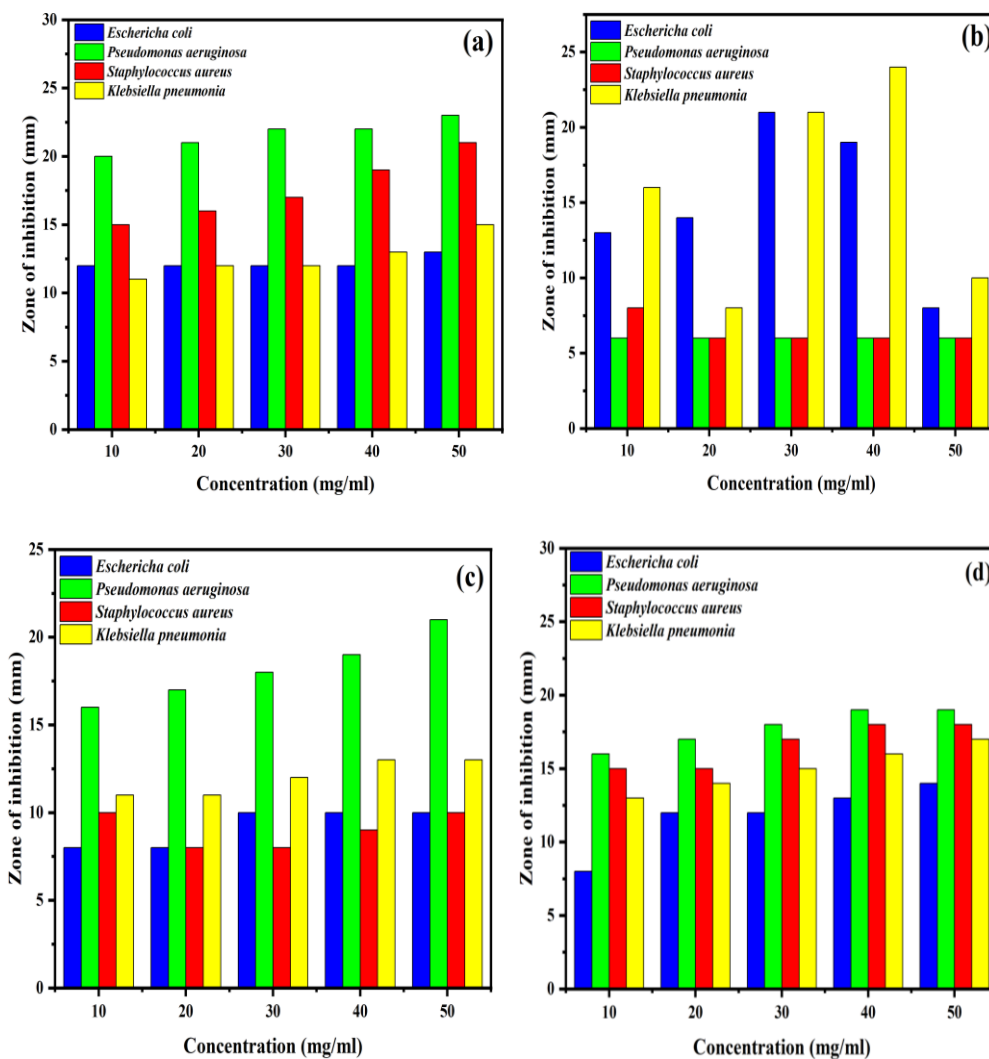 (a)
Escherichia coli
Pseudomonas aeruginosa
Staphylococcus aureus
Klebsiella pneumonia
Zone of inhibition (mm)
30
25
20
15
10
5
0
10 20 30 40 50
Concentration (mg/ml)
(b)
Escherichia coli
Pseudomonas aeruginosa
Staphylococcus aureus
Klebsiella pneumonia
Zone of inhibition (mm)
25
20
15
10
5
0
10 20 30 40 50
Concentration (mg/ml)
(c)
Escherichia coli
Pseudomonas aeruginosa
Staphylococcus aureus
Klebsiella pneumonia
Zone of inhibition (mm)
25
20
15
10
5
0
10 20 30 40 50
Concentration (mg/ml)
(d)
Escherichia coli
Pseudomonas aeruginosa
Staphylococcus aureus
Klebsiella pneumonia
Zone of inhibition (mm)
30
25
20
15
10
5
0
10 20 30 40 50
Concentration (mg/ml)